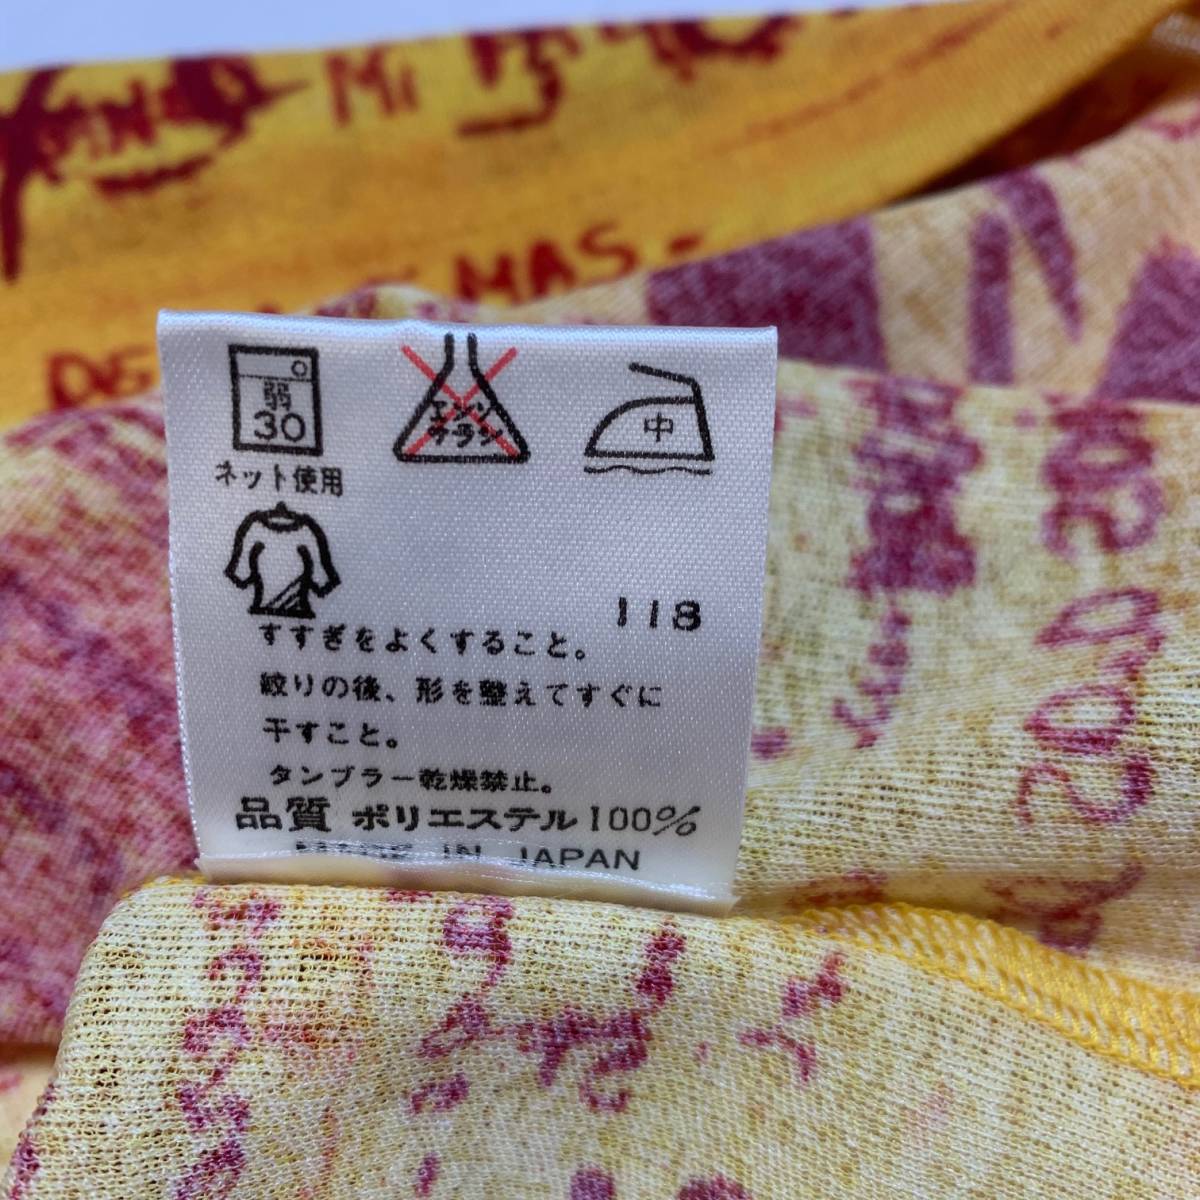 MI
MAS -
DE
弱
30
エンソ
サラシ
中
ネット使用
118
すすぎをよくすること。
絞りの後、形を整えてすぐに
干すこと。
タンブラー乾燥禁止。
品質 ポリエステル100%
MADE IN JAPAN